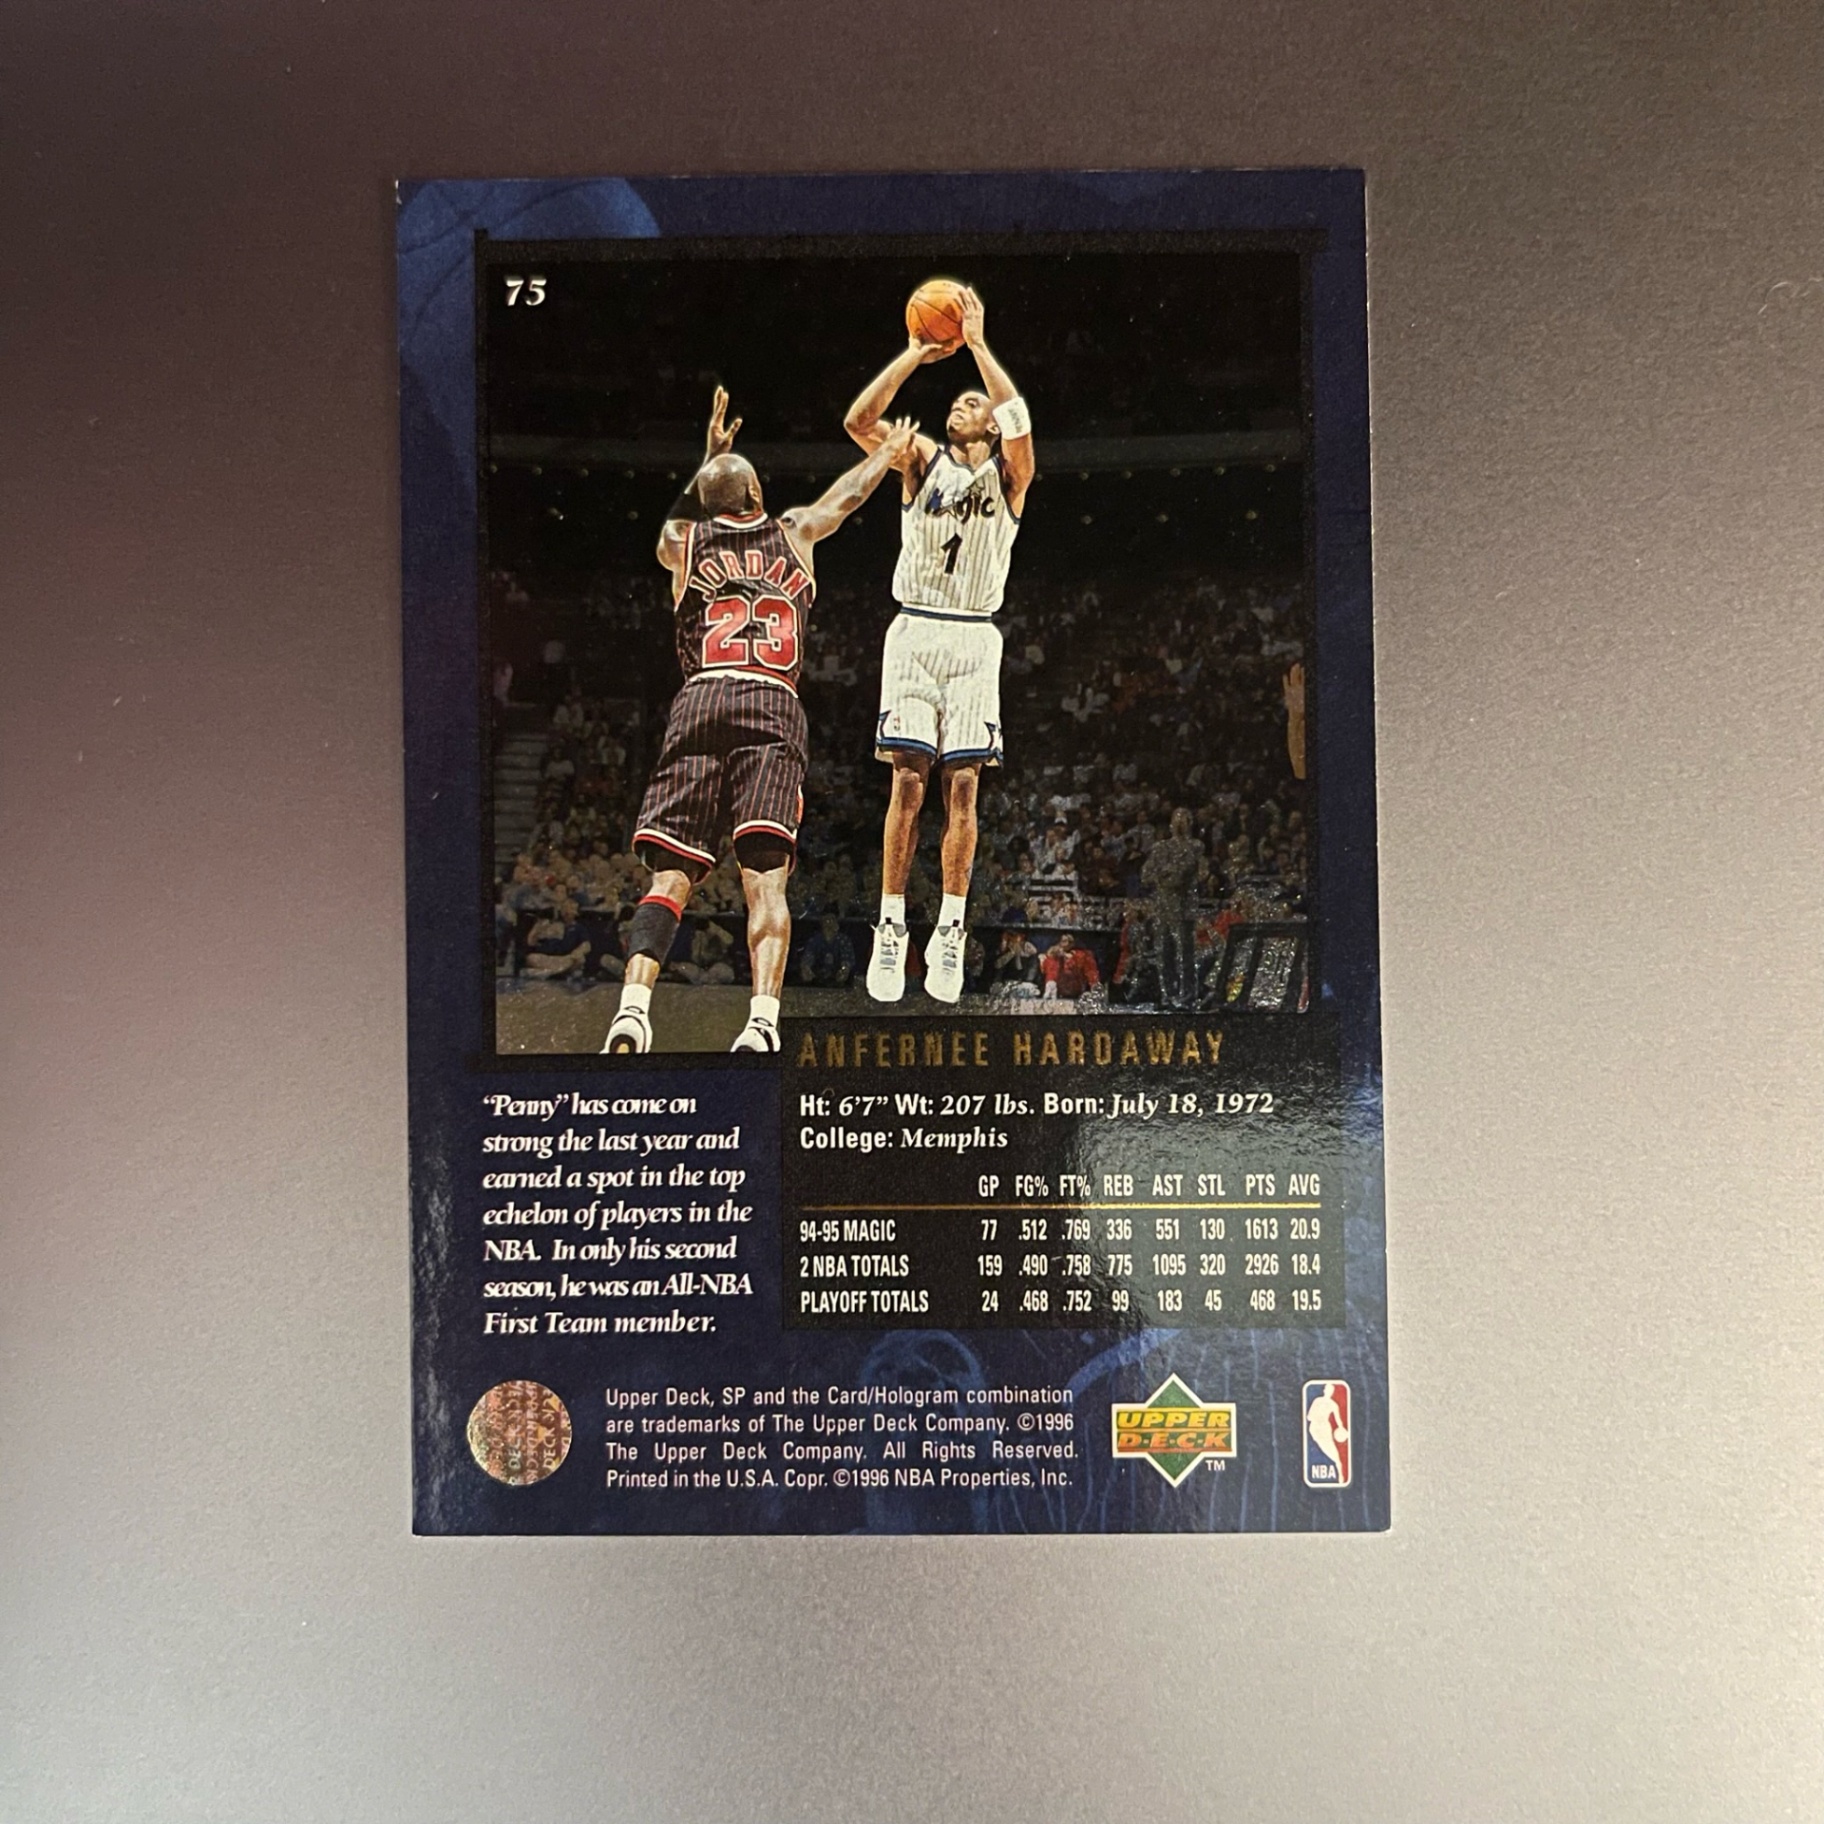 75
Magic
1
JORDAN
23
ANFERNEE HARDAWAY
"Penny" has come on
strong the last year and
earned a spot in the top
echelon of players in the
NBA. In only his second
season, he was an All-NBA
First Team member.
Ht: 6'7" Wt: 207 lbs. Born: July 18, 1972
College: Memphis
GP FG% FT% REB AST STL PTS AVG
94-95 MAGIC 77 .512 .769 336 551 130 1613 20.9
2 NBA TOTALS 159 .490 .758 775 1095 320 2926 18.4
PLAYOFF TOTALS 24 .468 .752 99 183 45 468 19.5
Upper Deck, SP and the Card/Hologram combination
are trademarks of The Upper Deck Company. ©1996
The Upper Deck Company. All Rights Reserved.
Printed in the U.S.A. Copr. ©1996 NBA Properties, Inc.
UPPER
D·E·C·K
TM
NBA